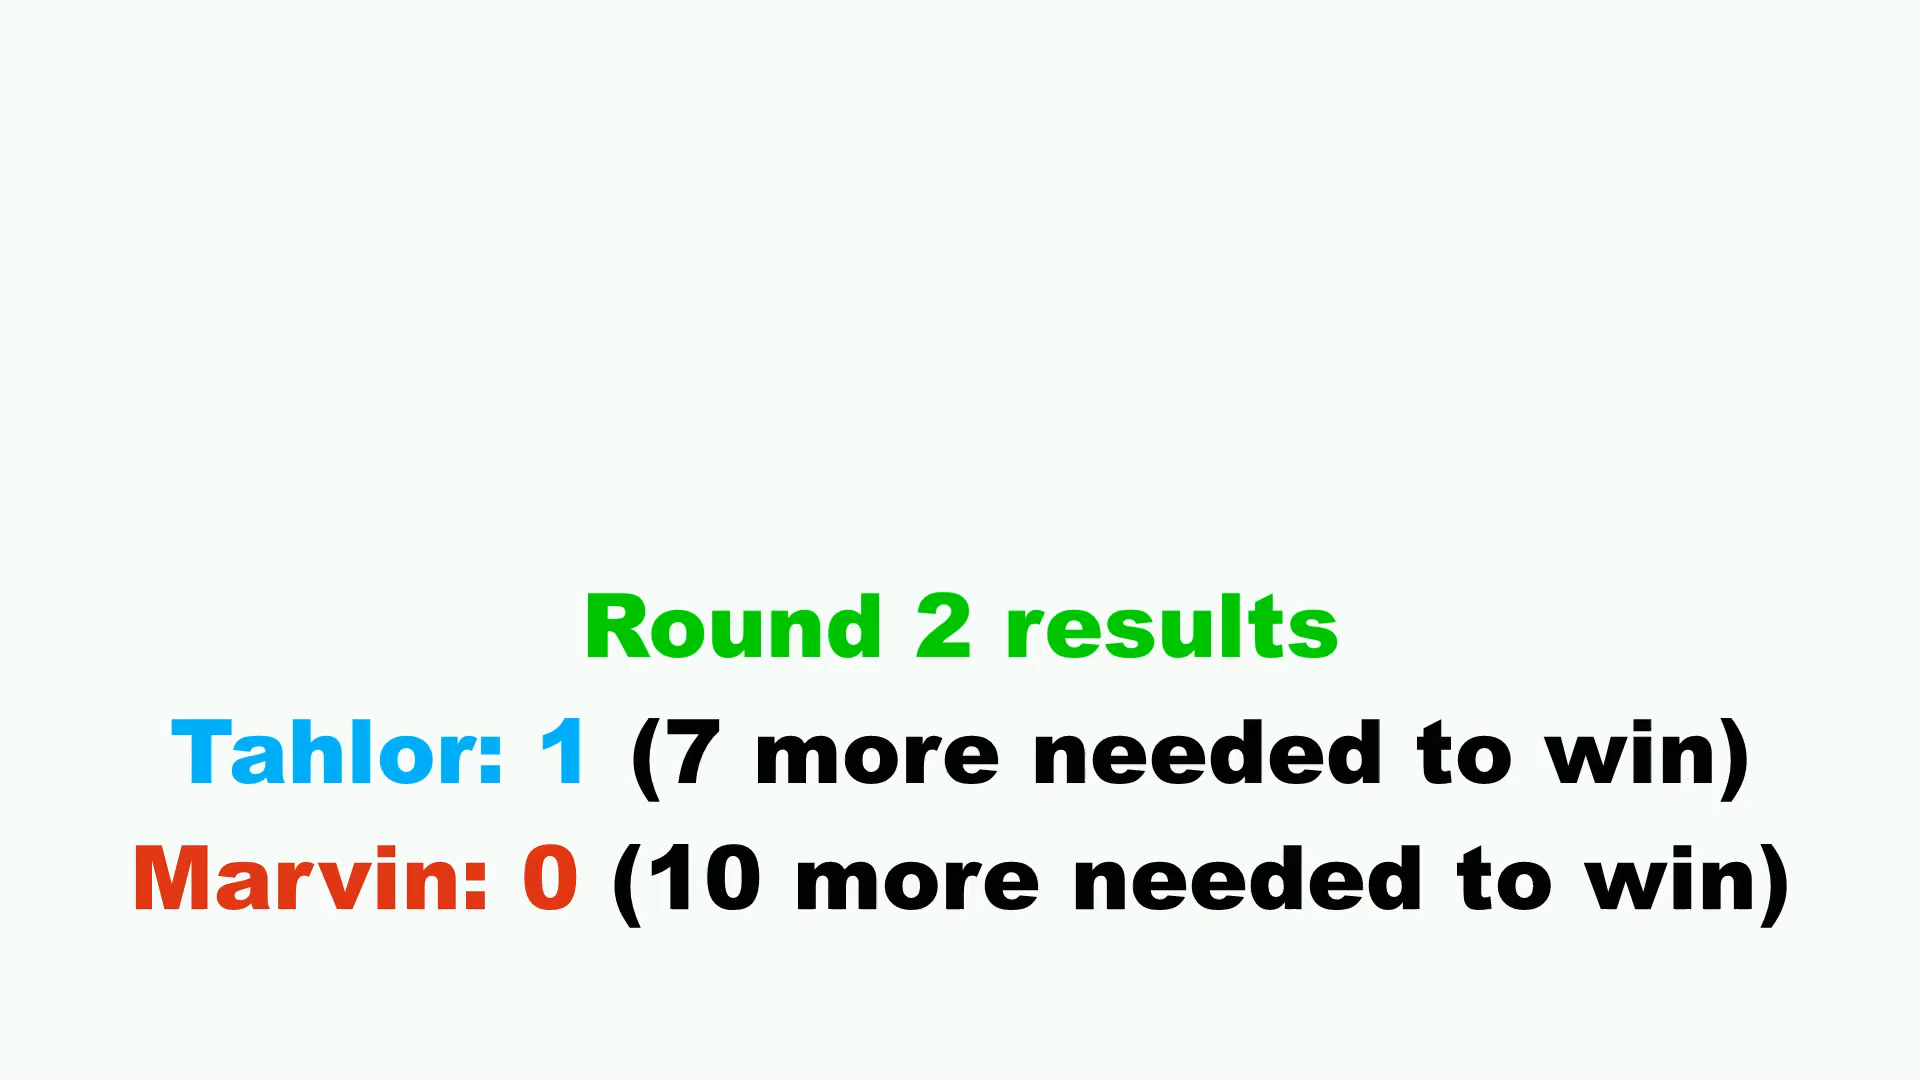 Round 2 results
Tahlor: 1 (7 more needed to win)
Marvin: 0 (10 more needed to win)